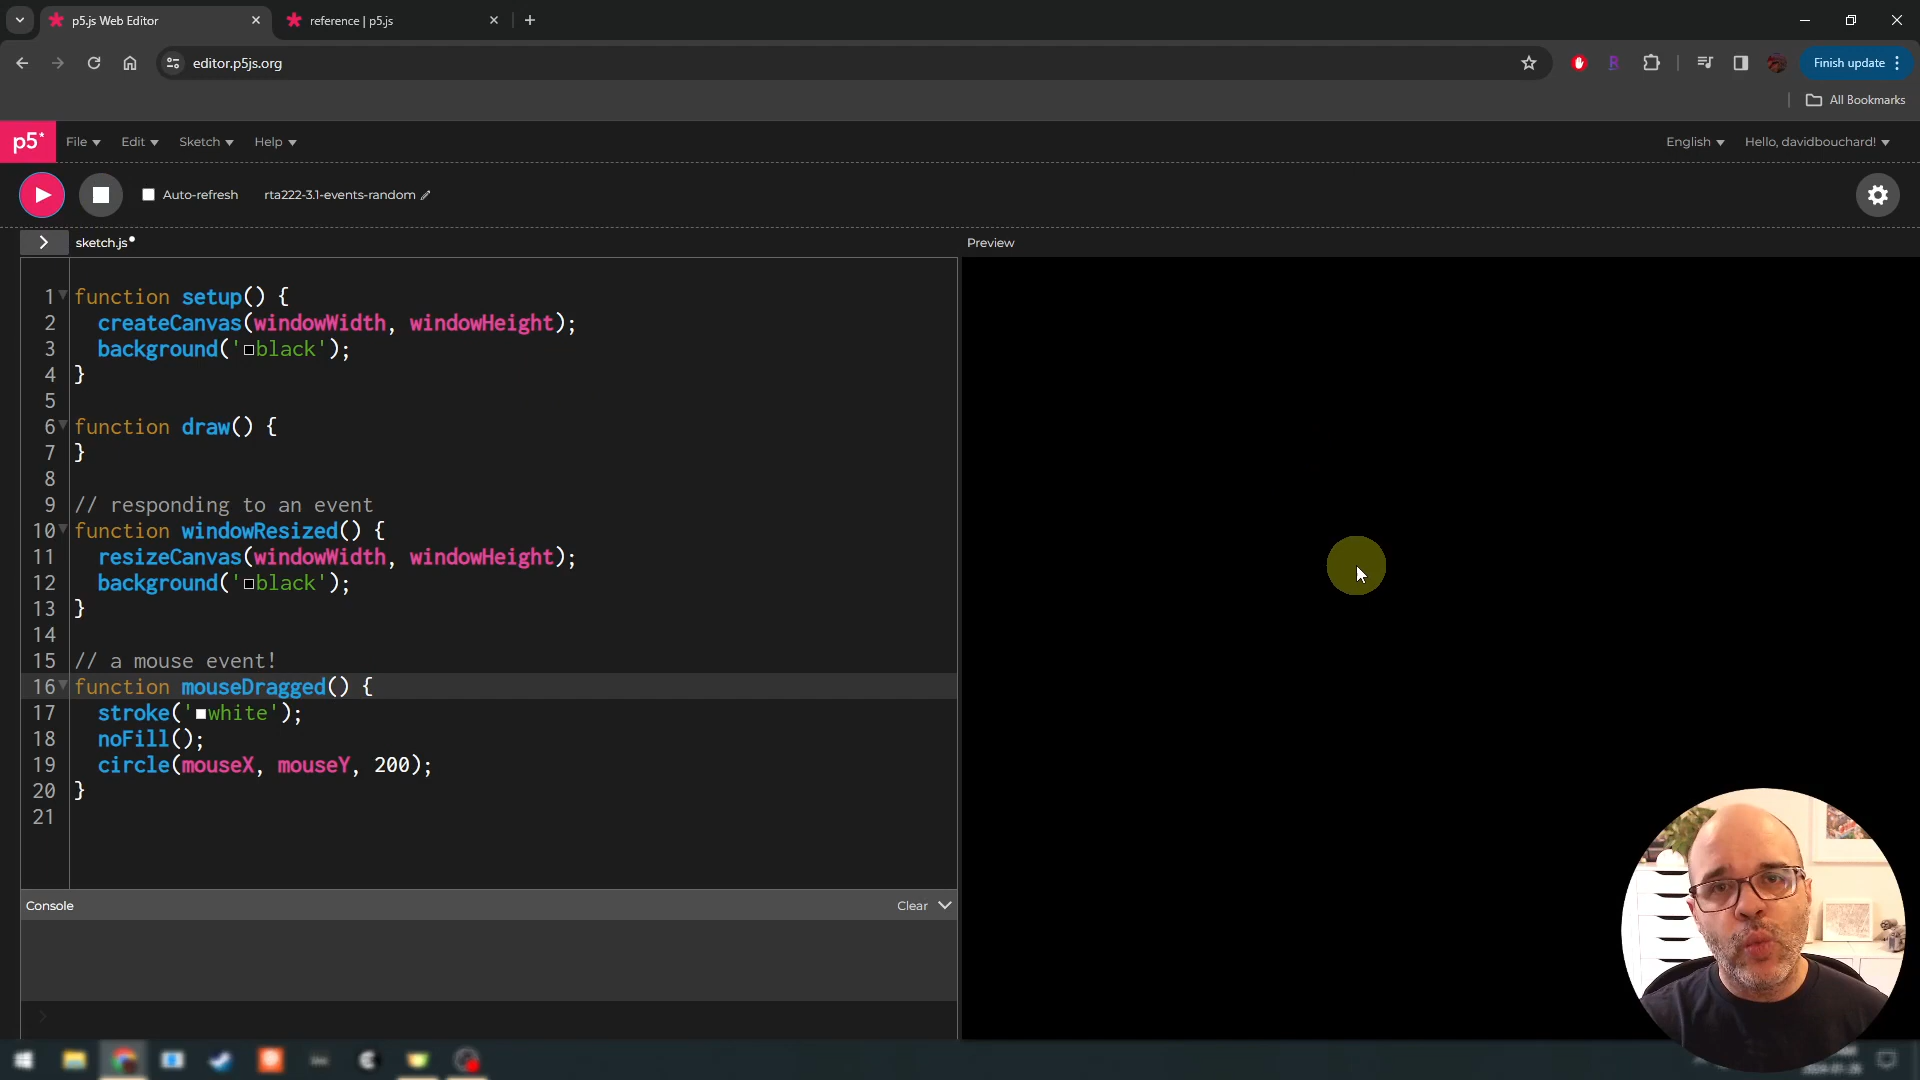 p5.js Web Editor
reference | p5.js
editor.p5js.org
Finish update
All Bookmarks
p5* File Edit Sketch Help
English Hello, davidbouchard!
Auto-refresh rta222-3.1-events-random
sketch.js
Preview
1 function setup() {
2 createCanvas(windowWidth, windowHeight);
3 background('black');
4 }
5
6 function draw() {
7 }
8
9 // responding to an event
10 function windowResized() {
11 resizeCanvas(windowWidth, windowHeight);
12 background('black');
13 }
14
15 // a mouse event!
16 function mouseDragged() {
17 stroke('white');
18 noFill();
19 circle(mouseX, mouseY, 200);
20 }
21
Console
Clear
>